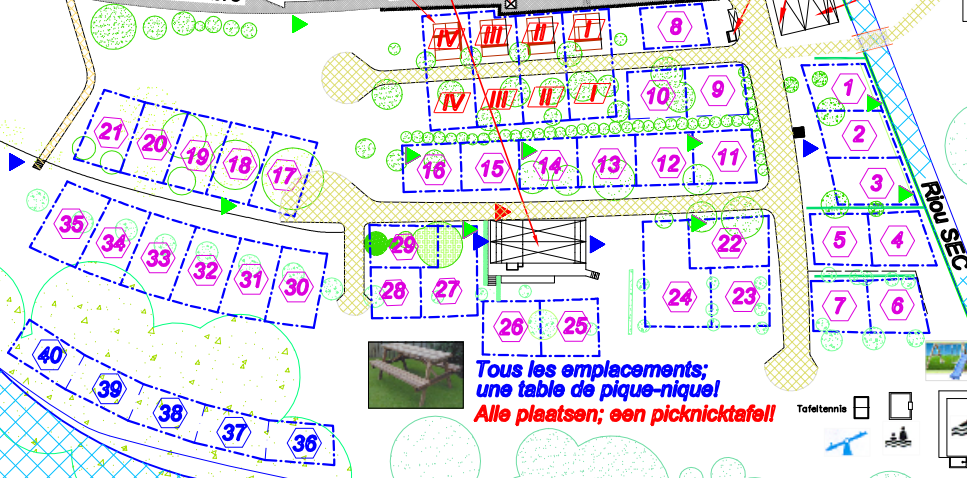 IV III II I 8
IV III II I 10 9 1
2
21 20 19 18 17 16 15 14 13 12 11 3
Riou SEC
35 34 33 32 31 30 29 22 5 4
28 27 24 23 7 6
26 25
40 39 38 37 36
Tous les emplacements;
une table de pique-nique!
Alle plaatsen; een picknicktafel!
Tafeltennis